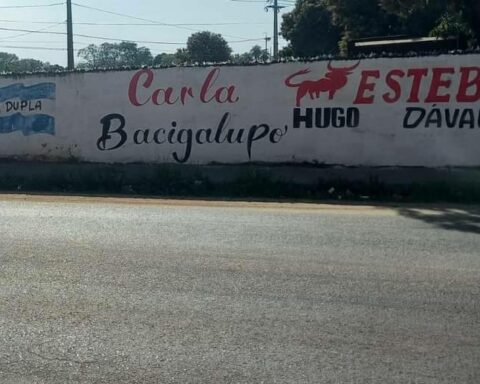 DUPLA
Carla
Bacigalupo
ESTEB
HUGO DÁVAL